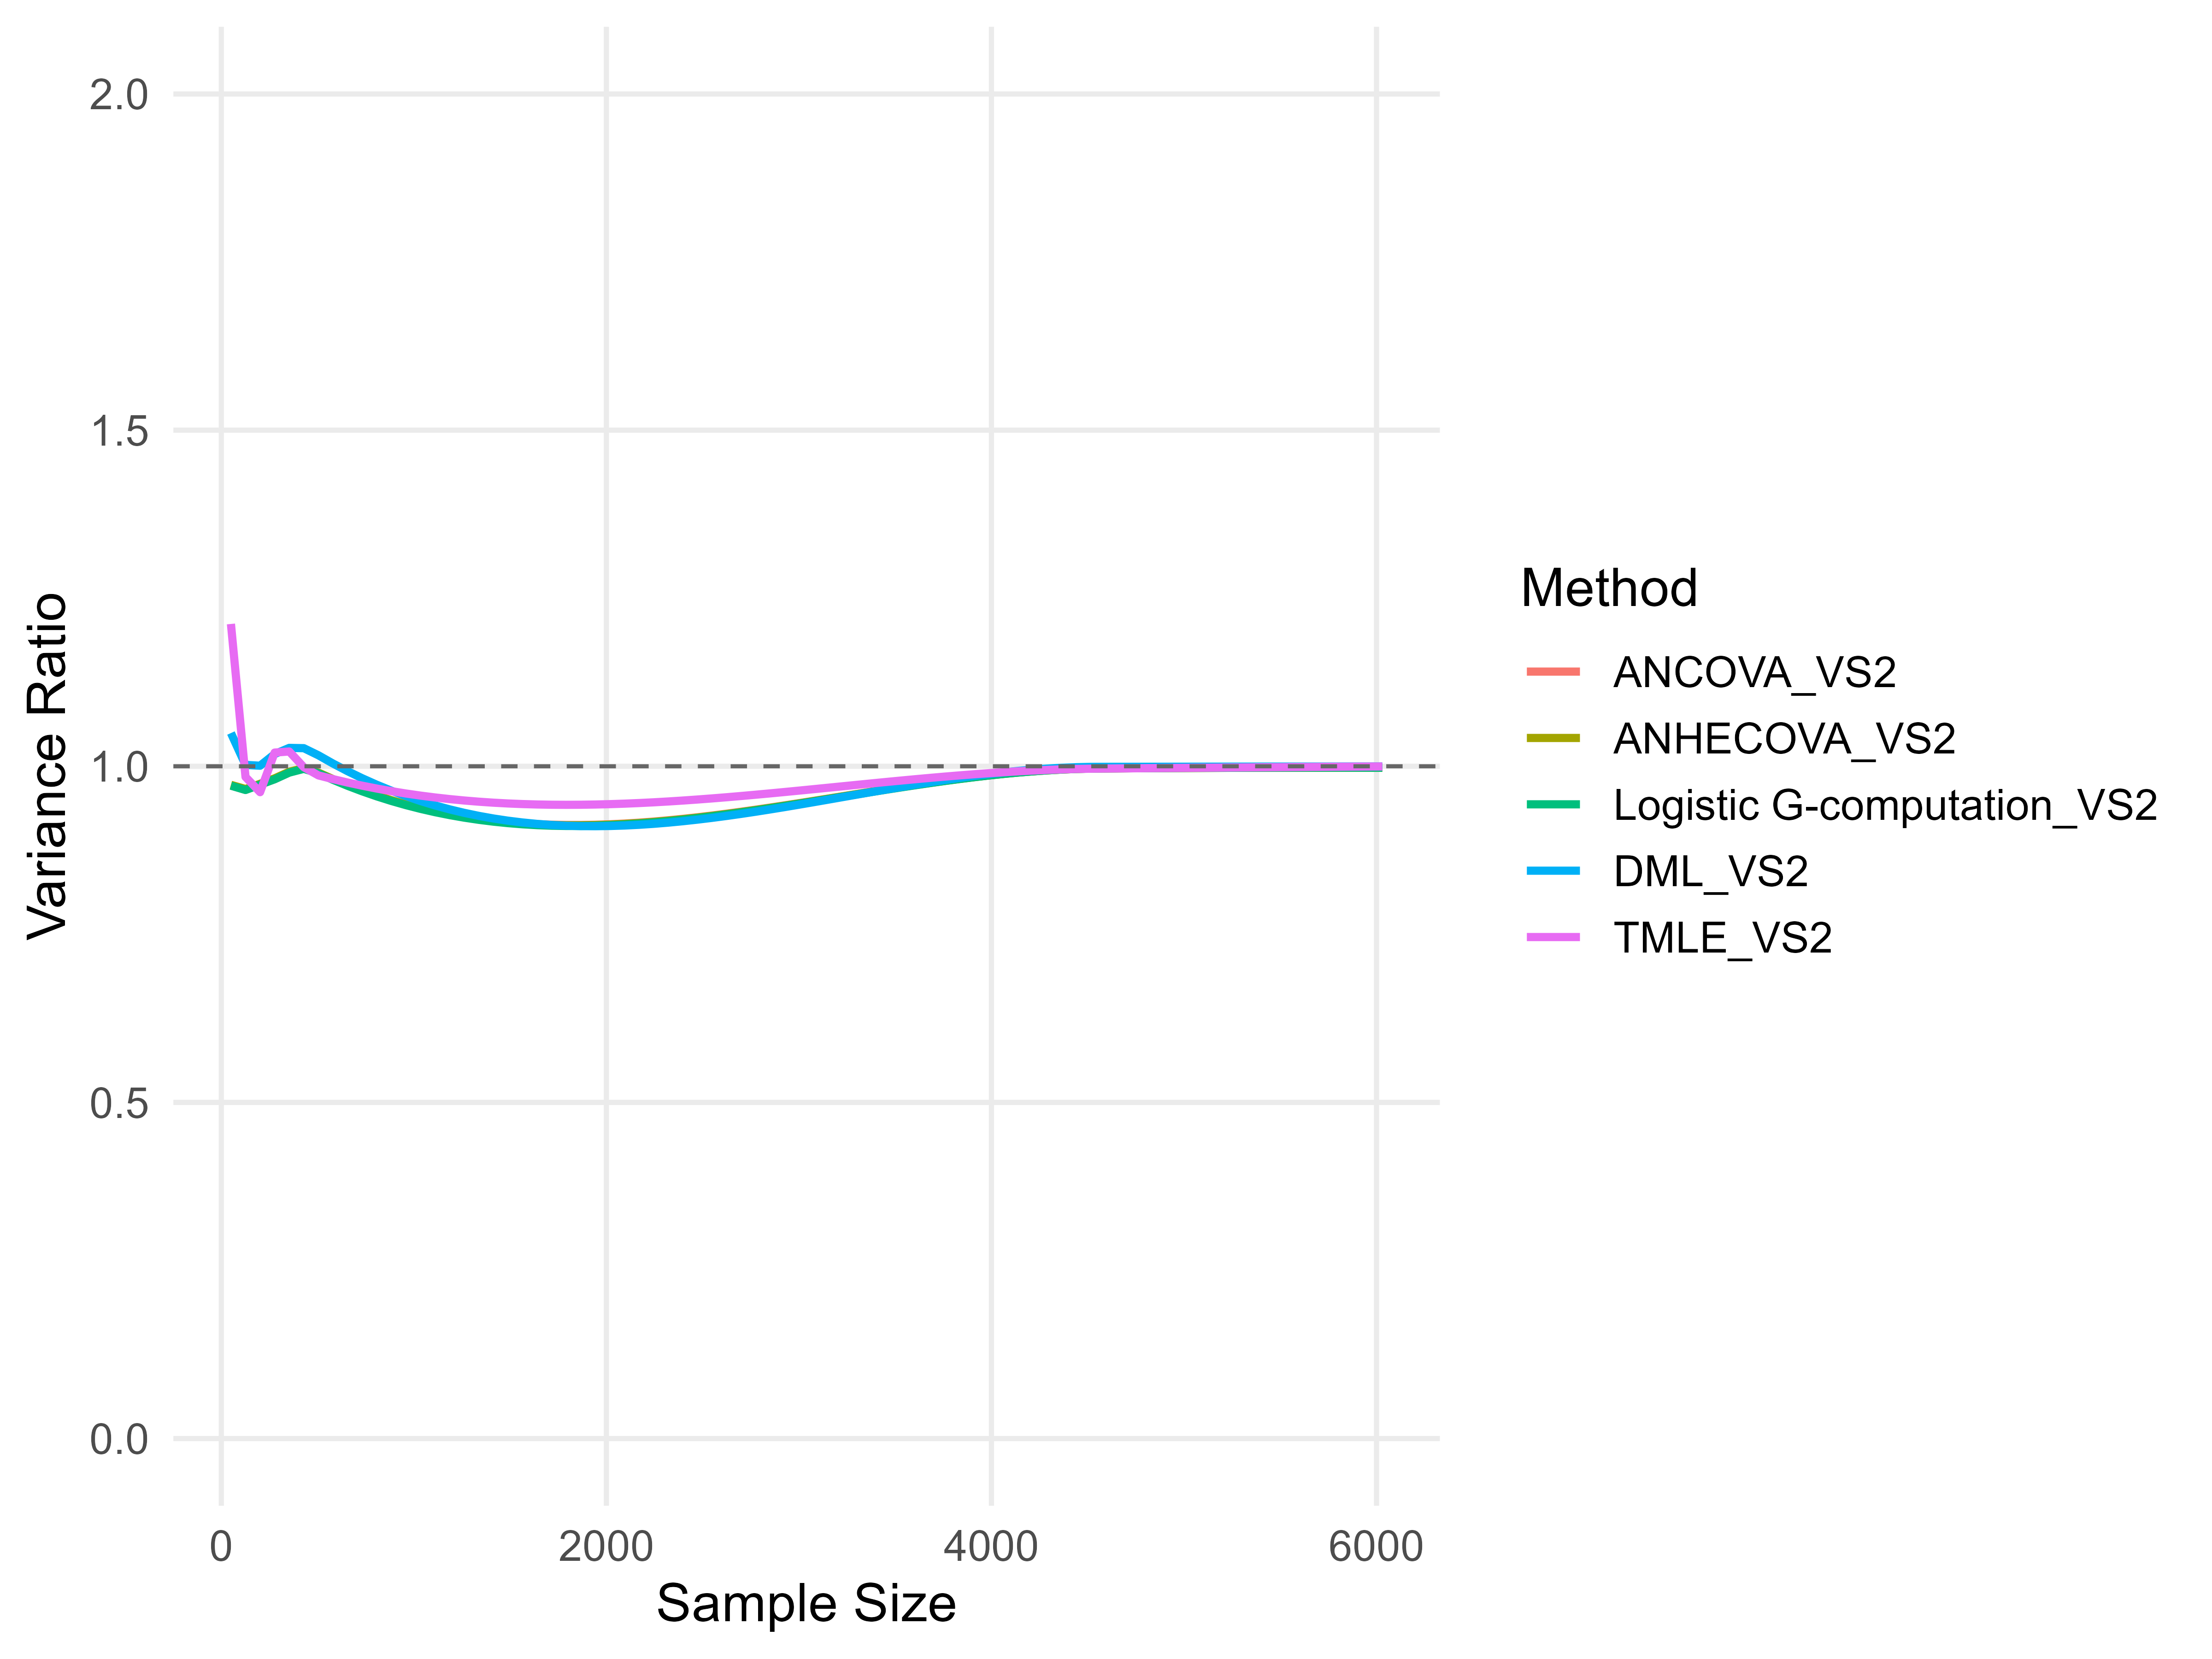 2.0
1.5
1.0
0.5
0.0
Variance Ratio
0
2000
4000
6000
Sample Size
Method
ANCOVA_VS2
ANHECOVA_VS2
Logistic G-computation_VS2
DML_VS2
TMLE_VS2